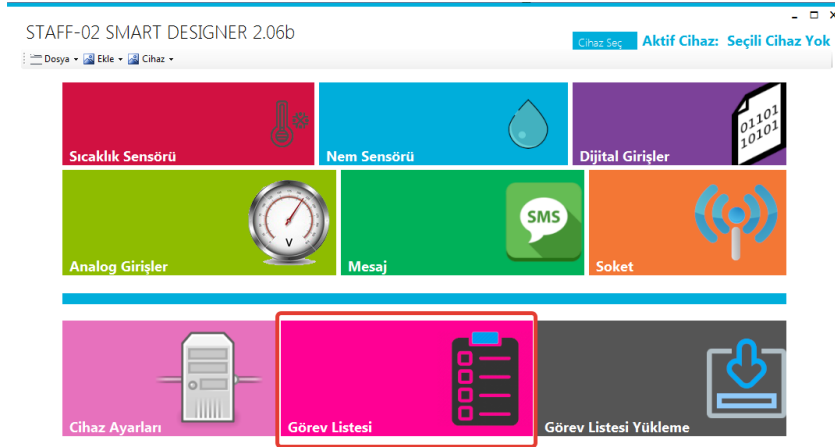 STAFF-02 SMART DESIGNER 2.06b
Cihaz Seç Aktif Cihaz: Seçili Cihaz Yok
Dosya Ekle Cihaz
Sıcaklık Sensörü
Nem Sensörü
Dijital Girişler
01101
10101
Analog Girişler
V
Mesaj
SMS
Soket
Cihaz Ayarları
Görev Listesi
Görev Listesi Yükleme